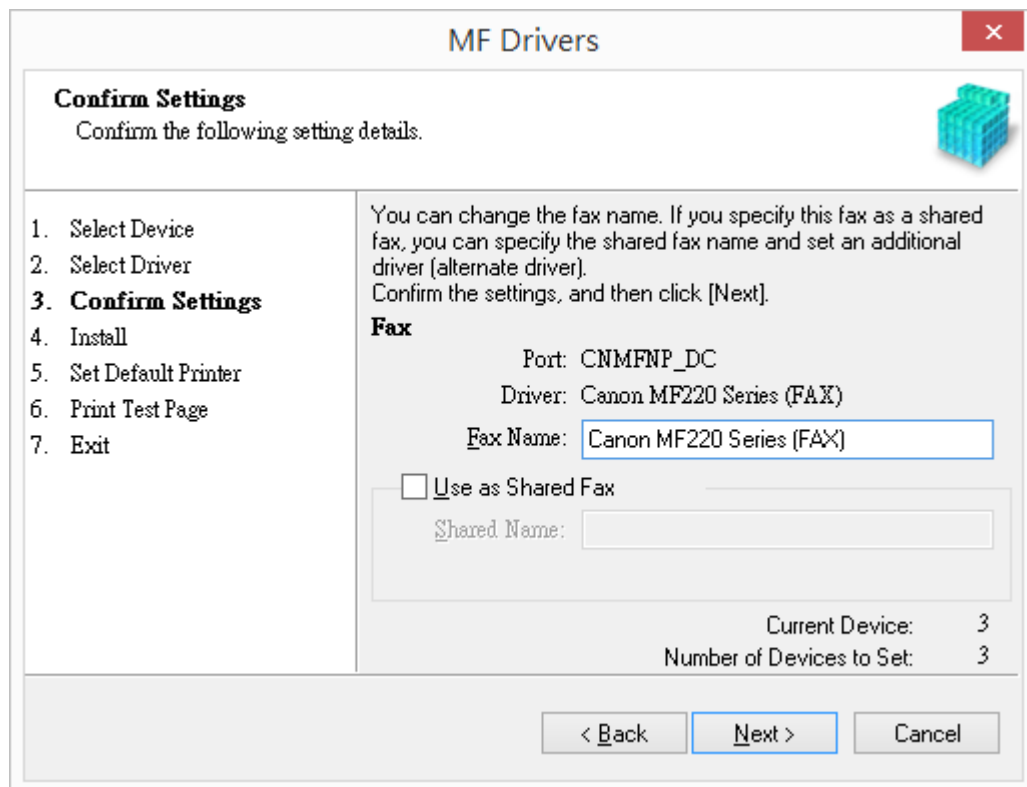 MF Drivers
Confirm Settings
Confirm the following setting details.
1. Select Device
2. Select Driver
3. Confirm Settings
4. Install
5. Set Default Printer
6. Print Test Page
7. Exit
You can change the fax name. If you specify this fax as a shared
fax, you can specify the shared fax name and set an additional
driver (alternate driver).
Confirm the settings, and then click [Next].
Fax
Port: CNMFNP_DC
Driver: Canon MF220 Series (FAX)
Fax Name: Canon MF220 Series (FAX)
Use as Shared Fax
Shared Name:
Current Device: 3
Number of Devices to Set: 3
< Back Next > Cancel